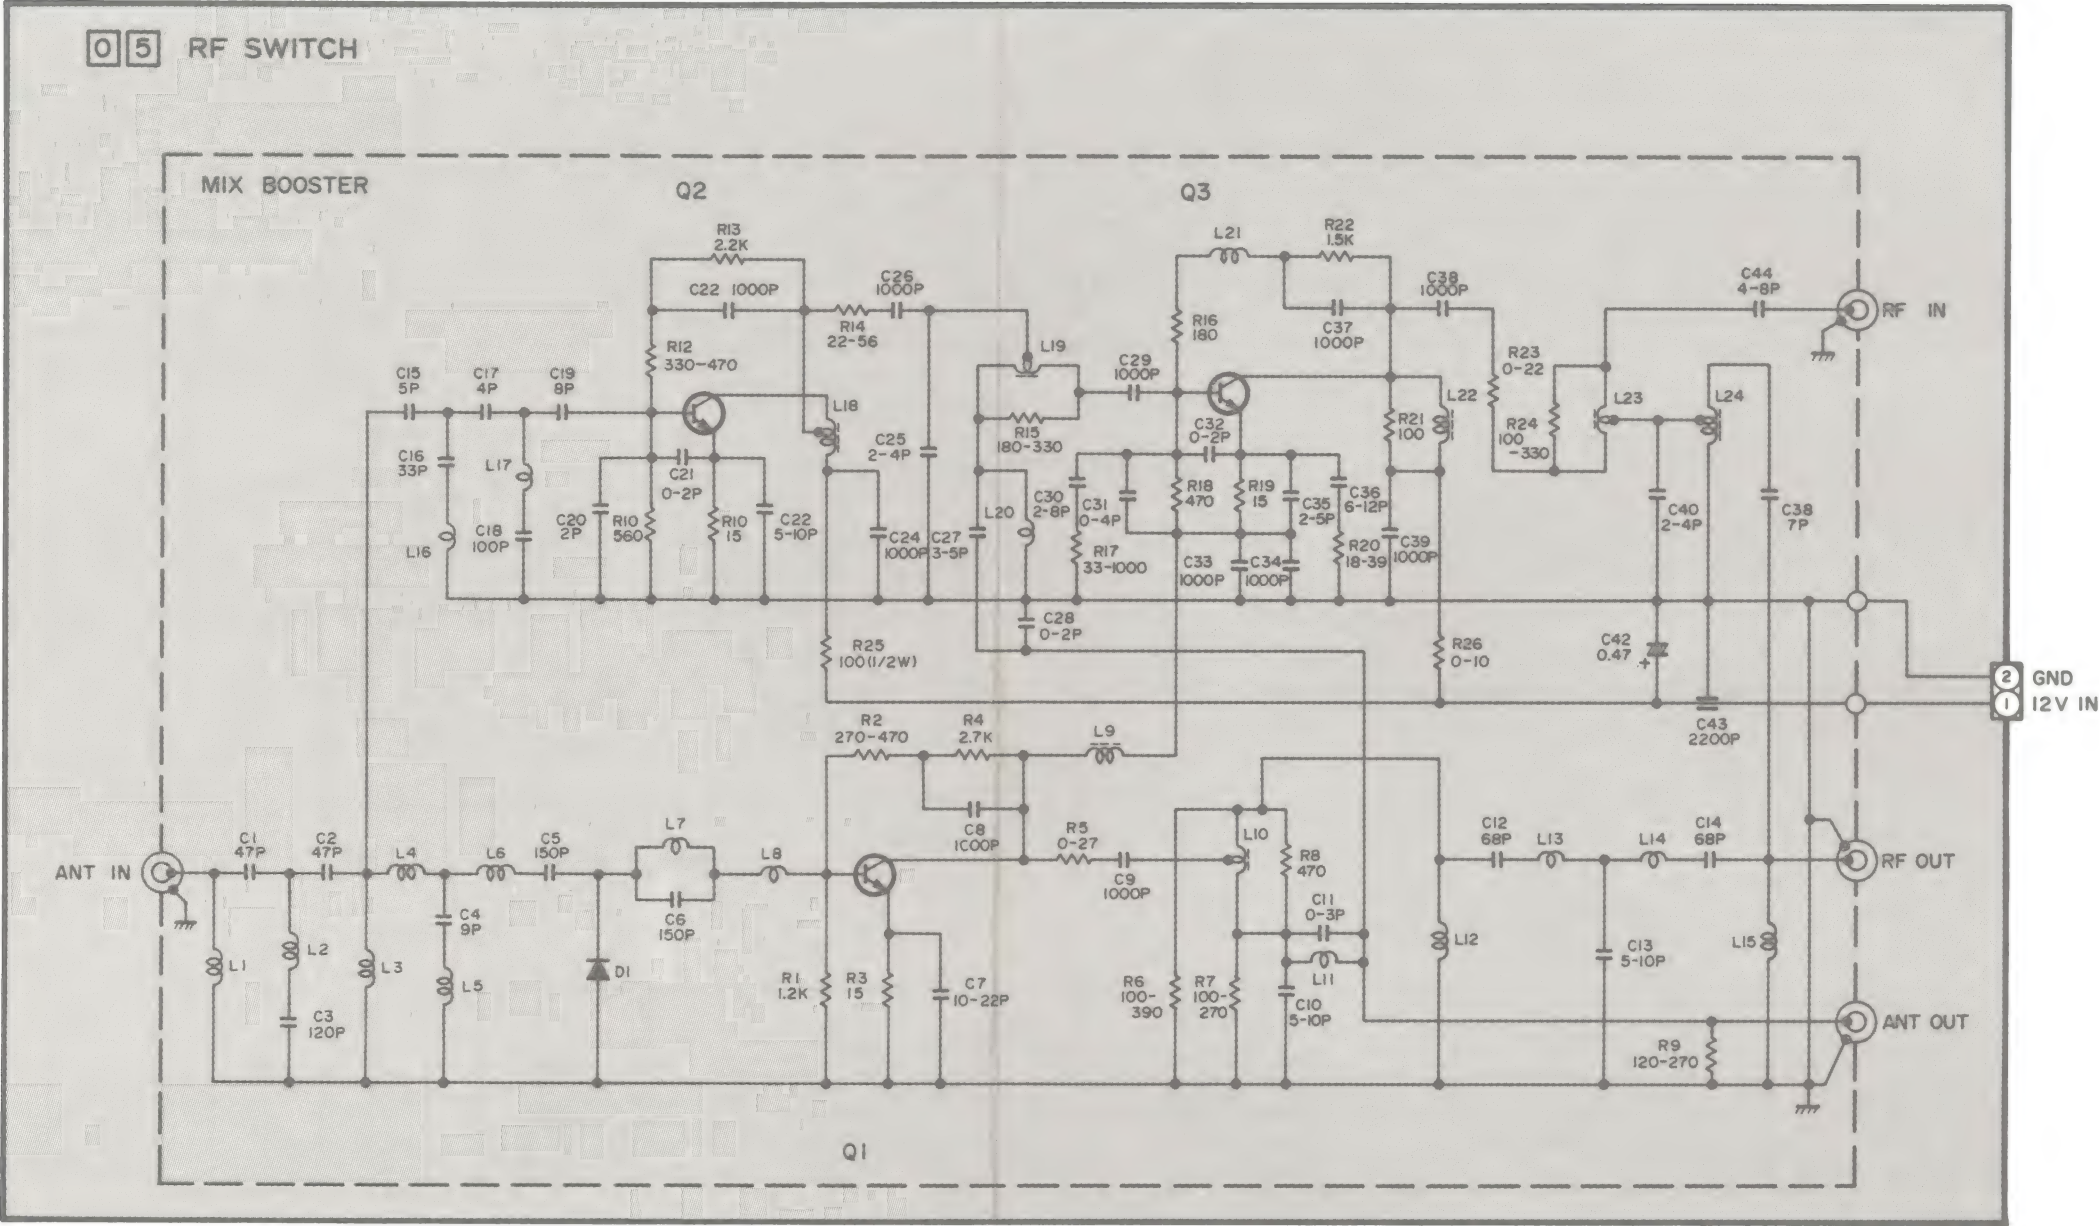 05 RF SWITCH
MIX BOOSTER
Q2
Q3
R13
2.2K
C22 1000P
C26
1000P
R14
22-56
R12
330-470
C15
5P
C17
4P
C19
8P
L18
C16
33P
L17
C21
0-2P
C25
2-4P
L16
C18
100P
C20
2P
R10
560
R10
15
C22
5-10P
C24
1000P
C27
3-5P
L19
R15
180-330
L20
C29
1000P
L21
R22
1.5K
R16
180
C37
1000P
C38
1000P
R23
0-22
L22
R21
100
R24
100
-330
L23
L24
C44
4-8P
RF IN
C32
0-2P
C30
2-8P
C31
0-4P
R18
470
R19
15
C35
2-5P
C36
6-12P
R17
33-1000
C33
1000P
C34
1000P
R20
18-39
C39
1000P
C40
2-4P
C38
7P
C28
0-2P
R25
100(1/2W)
R26
0-10
C42
0.47
+
C43
2200P
2 GND
1 12V IN
R2
270-470
R4
2.7K
L9
C8
1000P
R5
0-27
C9
1000P
L10
R8
470
C11
0-3P
L11
C10
5-10P
R6
100-
390
R7
100-
270
C12
68P
L13
L14
C14
68P
RF OUT
L12
C13
5-10P
L15
R9
120-270
ANT OUT
ANT IN
C1
47P
C2
47P
L4
L6
C5
150P
L7
C6
150P
L8
L1
L2
C3
120P
L3
C4
9P
L5
D1
R1
1.2K
R3
15
C7
10-22P
Q1